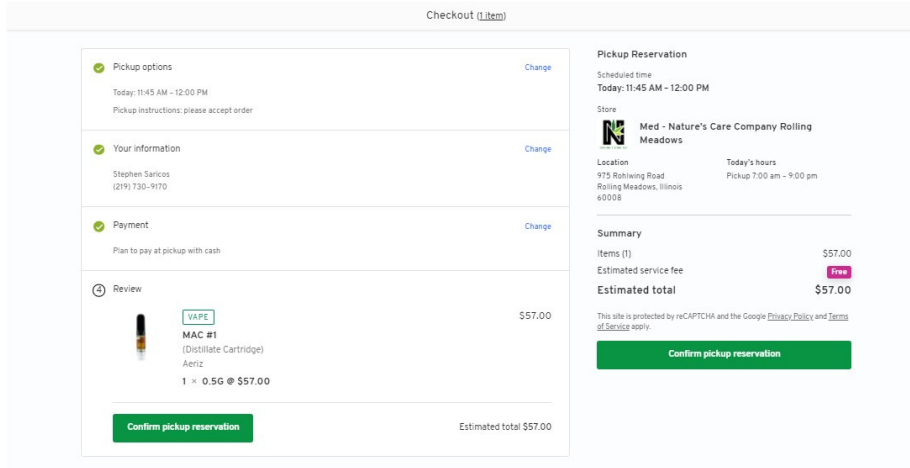 Checkout (1 item)
Pickup options
Change
Today: 11:45 AM – 12:00 PM
Pickup instructions: please accept order
Your information
Change
Stephen Saricos
(219) 730-9170
Payment
Change
Plan to pay at pickup with cash
4 Review
VAPE
$57.00
MAC #1
(Distillate Cartridge)
Aeriz
1 × 0.5G @ $57.00
Confirm pickup reservation
Estimated total $57.00
Pickup Reservation
Scheduled time
Today: 11:45 AM – 12:00 PM
Store
N
Med - Nature's Care Company Rolling
Meadows
Location
975 Rohlwing Road
Rolling Meadows, Illinois
60008
Today's hours
Pickup 7:00 am – 9:00 pm
Summary
Items (1) $57.00
Estimated service fee Free
Estimated total $57.00
This site is protected by reCAPTCHA and the Google Privacy Policy and Terms
of Service apply.
Confirm pickup reservation